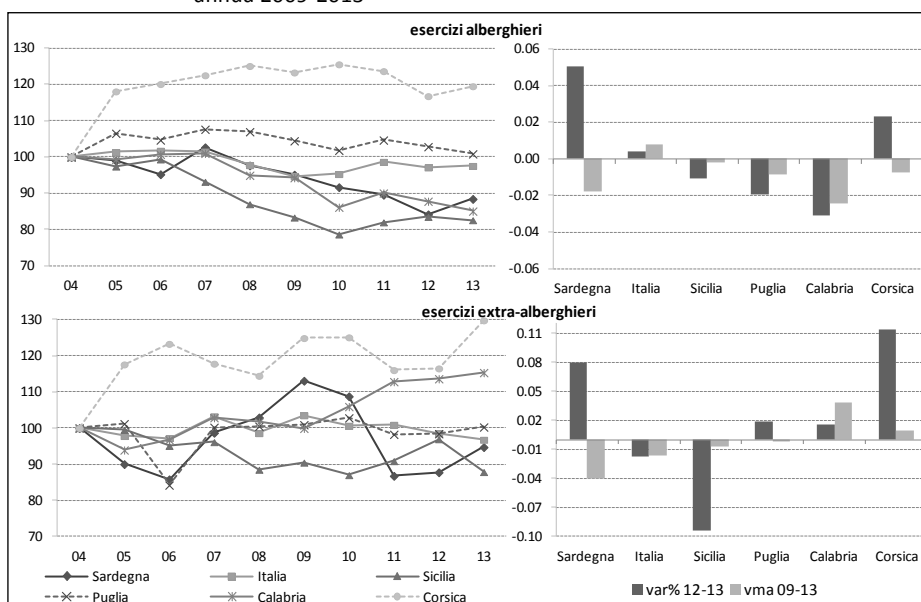 annua 2009-2013
esercizi alberghieri
130
120
110
100
90
80
70
04 05 06 07 08 09 10 11 12 13
0.06
0.04
0.02
0.00
-0.02
-0.04
-0.06
Sardegna Italia Sicilia Puglia Calabria Corsica
esercizi extra-alberghieri
130
120
110
100
90
80
70
04 05 06 07 08 09 10 11 12 13
Sardegna Italia Sicilia
Puglia Calabria Corsica
0.11
0.08
0.05
0.02
-0.01
-0.04
-0.07
-0.10
Sardegna Italia Sicilia Puglia Calabria Corsica
var% 12-13 vma 09-13